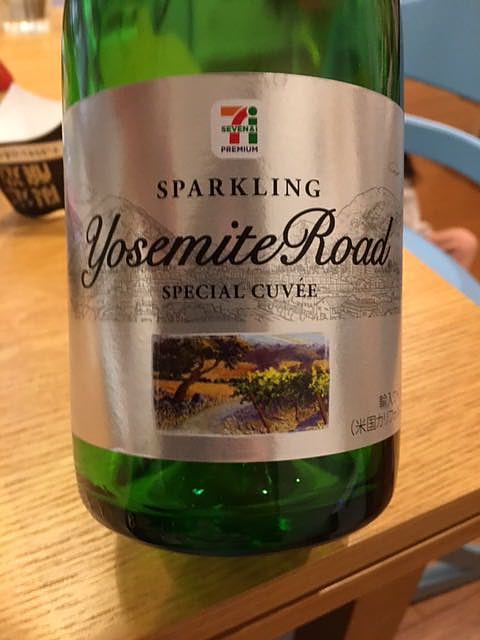 7i
SEVEN&i
PREMIUM
SPARKLING
Yosemite Road
SPECIAL CUVÉE
輸入
(米国カリフ